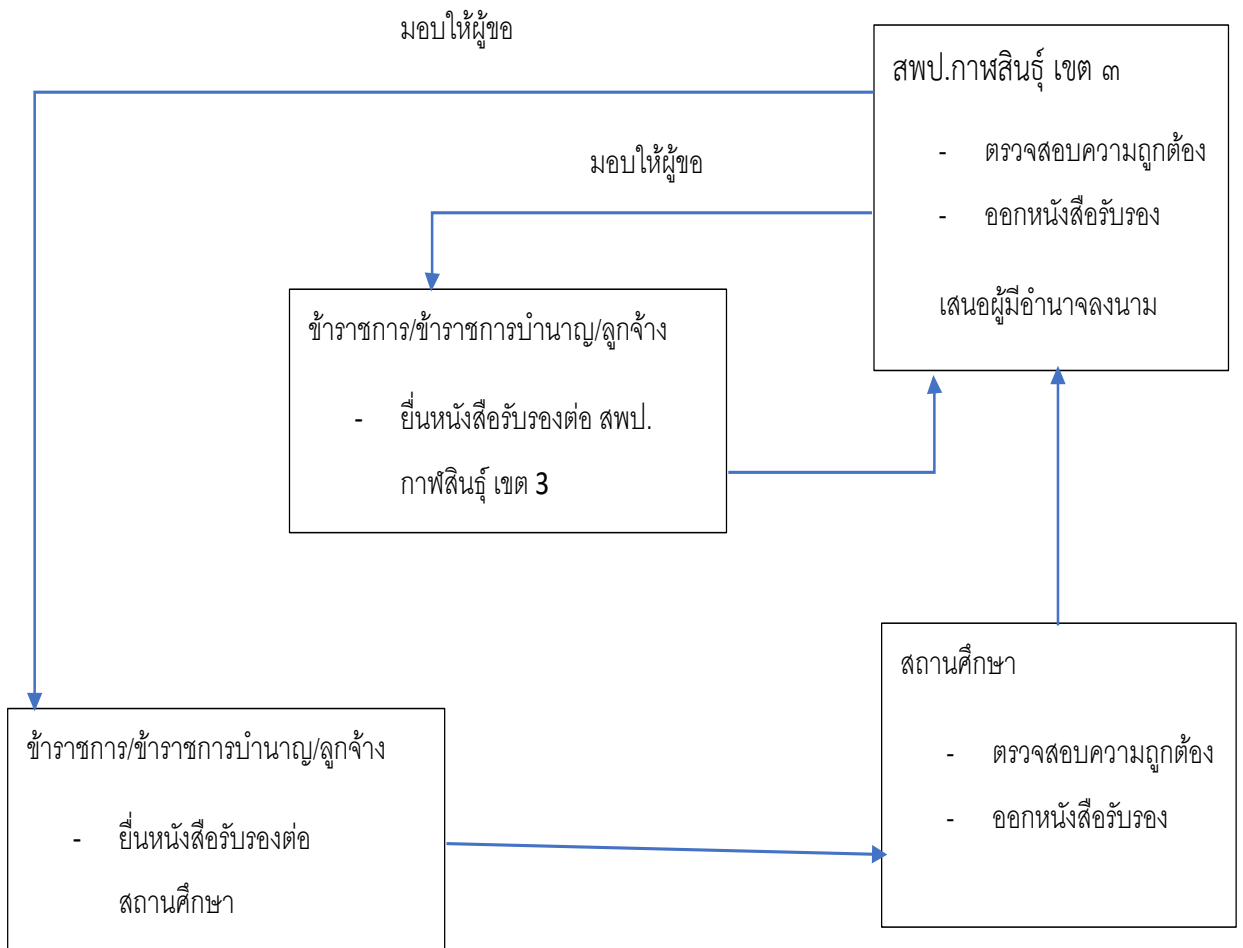 มอบให้ผู้ขอ
สพป.กาฬสินธุ์ เขต ๓
- ตรวจสอบความถูกต้อง
- ออกหนังสือรับรอง
เสนอผู้มีอำนาจลงนาม
มอบให้ผู้ขอ
ข้าราชการ/ข้าราชการบำนาญ/ลูกจ้าง
- ยื่นหนังสือรับรองต่อ สพป.
กาฬสินธุ์ เขต 3
สถานศึกษา
- ตรวจสอบความถูกต้อง
- ออกหนังสือรับรอง
ข้าราชการ/ข้าราชการบำนาญ/ลูกจ้าง
- ยื่นหนังสือรับรองต่อ
สถานศึกษา